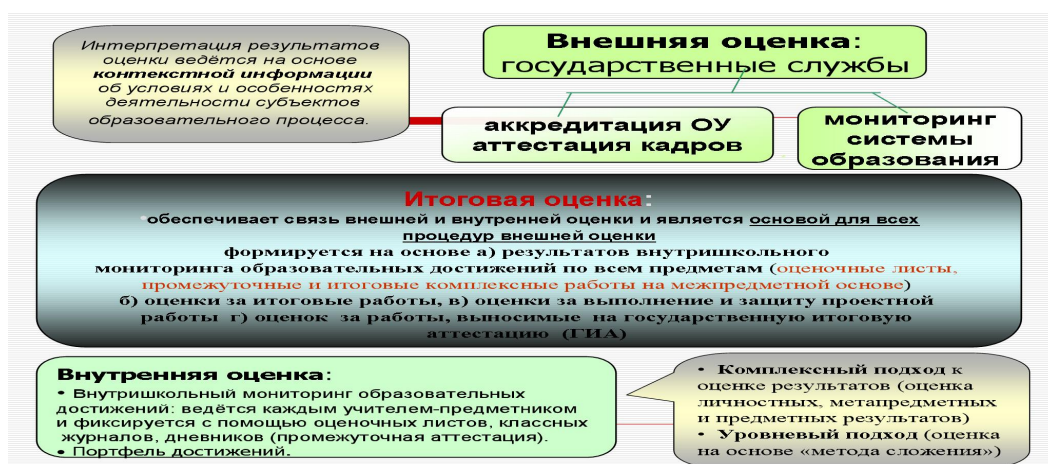 Интерпретация результатов
оценки ведётся на основе
контекстной информации
об условиях и особенностях
деятельности субъектов
образовательного процесса.
Внешняя оценка:
государственные службы
аккредитация ОУ
аттестация кадров
мониторинг
системы
образования
Итоговая оценка:
•обеспечивает связь внешней и внутренней оценки и является основой для всех
процедур внешней оценки
формируется на основе а) результатов внутришкольного
мониторинга образовательных достижений по всем предметам (оценочные листы,
промежуточные и итоговые комплексные работы на межпредметной основе)
б) оценки за итоговые работы, в) оценки за выполнение и защиту проектной
работы г) оценок за работы, выносимые на государственную итоговую
аттестацию (ГИА)
Внутренняя оценка:
• Внутришкольный мониторинг образовательных
достижений: ведётся каждым учителем-предметником
и фиксируется с помощью оценочных листов, классных
журналов, дневников (промежуточная аттестация).
• Портфель достижений.
• Комплексный подход к
оценке результатов (оценка
личностных, метапредметных
и предметных результатов)
• Уровневый подход (оценка
на основе «метода сложения»)